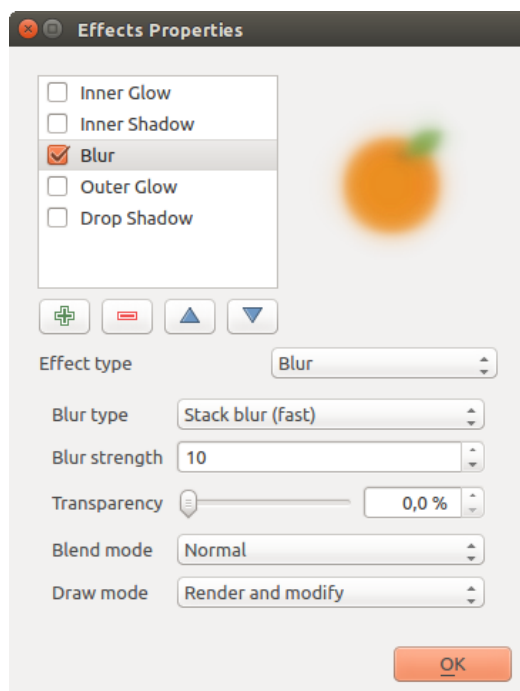 Effects Properties
Inner Glow
Inner Shadow
Blur
Outer Glow
Drop Shadow
Effect type Blur
Blur type Stack blur (fast)
Blur strength 10
Transparency 0,0 %
Blend mode Normal
Draw mode Render and modify
OK